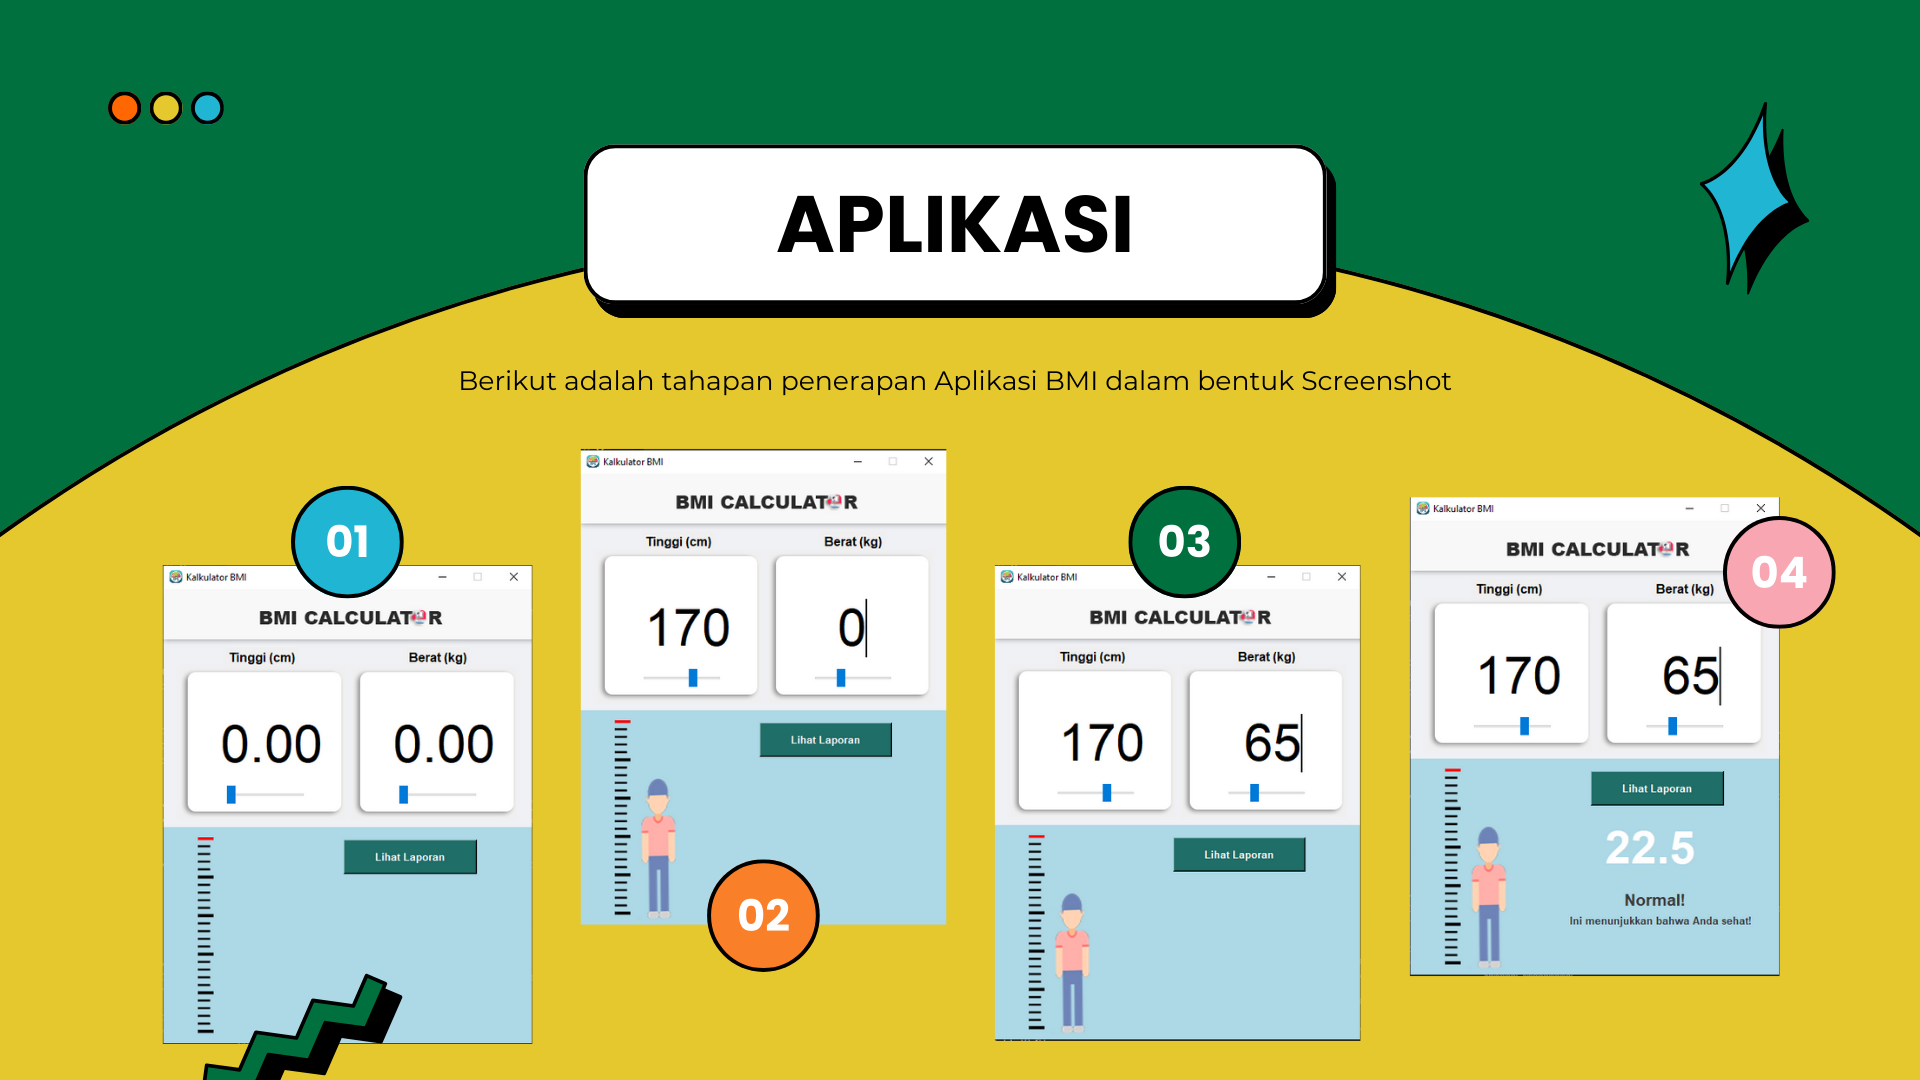 APLIKASI
Berikut adalah tahapan penerapan Aplikasi BMI dalam bentuk Screenshot
01
Kalkulator BMI
BMI CALCULATOR
Tinggi (cm) Berat (kg)
0.00 0.00
Lihat Laporan
Kalkulator BMI
BMI CALCULATOR
Tinggi (cm) Berat (kg)
170 0
Lihat Laporan
02
03
Kalkulator BMI
BMI CALCULATOR
Tinggi (cm) Berat (kg)
170 65
Lihat Laporan
04
Kalkulator BMI
BMI CALCULATOR
Tinggi (cm) Berat (kg)
170 65
Lihat Laporan
22.5
Normal!
Ini menunjukkan bahwa Anda sehat!